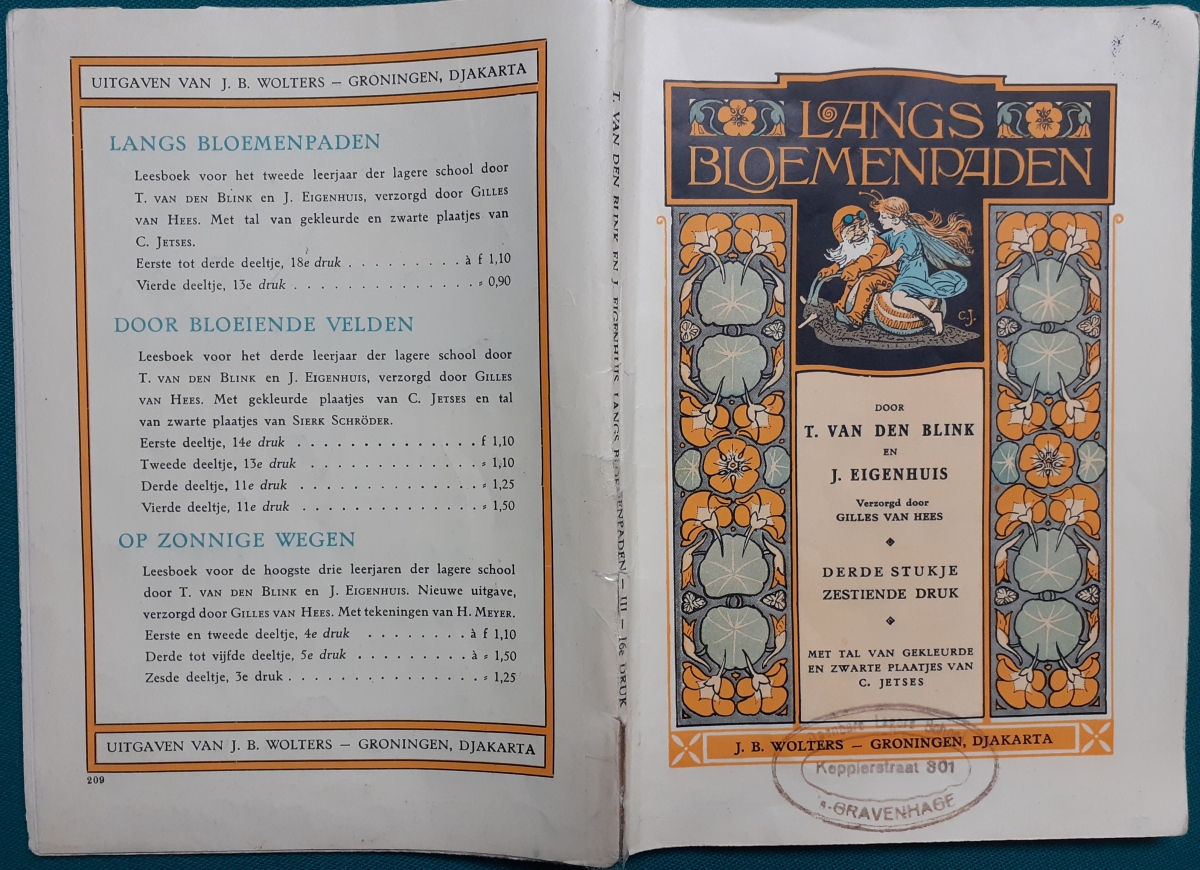 UITGAVEN VAN J. B. WOLTERS – GRONINGEN, DJAKARTA
LANGS BLOEMENPADEN
Leesboek voor het tweede leerjaar der lagere school door
T. VAN DEN BLINK en J. EIGENHUIS, verzorgd door GILLES
VAN HEES. Met tal van gekleurde en zwarte plaatjes van
C. JETSES.
Eerste tot derde deeltje, 18e druk . . . . . . . . . . à f 1,10
Vierde deeltje, 13e druk . . . . . . . . . . . . . . . „ 0,90
DOOR BLOEIENDE VELDEN
Leesboek voor het derde leerjaar der lagere school door
T. VAN DEN BLINK en J. EIGENHUIS, verzorgd door GILLES
VAN HEES. Met gekleurde plaatjes van C. JETSES en tal
van zwarte plaatjes van SIERK SCHRÖDER.
Eerste deeltje, 14e druk . . . . . . . . . . . . . . f 1,10
Tweede deeltje, 13e druk . . . . . . . . . . . . . „ 1,10
Derde deeltje, 11e druk . . . . . . . . . . . . . . „ 1,25
Vierde deeltje, 11e druk . . . . . . . . . . . . . . „ 1,50
OP ZONNIGE WEGEN
Leesboek voor de hoogste drie leerjaren der lagere school
door T. VAN DEN BLINK en J. EIGENHUIS. Nieuwe uitgave,
verzorgd door GILLES VAN HEES. Met tekeningen van H. MEYER.
Eerste en tweede deeltje, 4e druk . . . . . . . . à f 1,10
Derde tot vijfde deeltje, 5e druk . . . . . . . . . à „ 1,50
Zesde deeltje, 3e druk . . . . . . . . . . . . . . . „ 1,25
UITGAVEN VAN J. B. WOLTERS – GRONINGEN, DJAKARTA
209
T. VAN DEN BLINK EN J. EIGENHUIS LANGS BLOEMENPADEN – III – 16e DRUK
LANGS
BLOEMENPADEN
C.J.
DOOR
T. VAN DEN BLINK
EN
J. EIGENHUIS
Verzorgd door
GILLES VAN HEES
DERDE STUKJE
ZESTIENDE DRUK
MET TAL VAN GEKLEURDE
EN ZWARTE PLAATJES VAN
C. JETSES
J. B. WOLTERS – GRONINGEN, DJAKARTA
Kepplerstraat 301
's-GRAVENHAGE